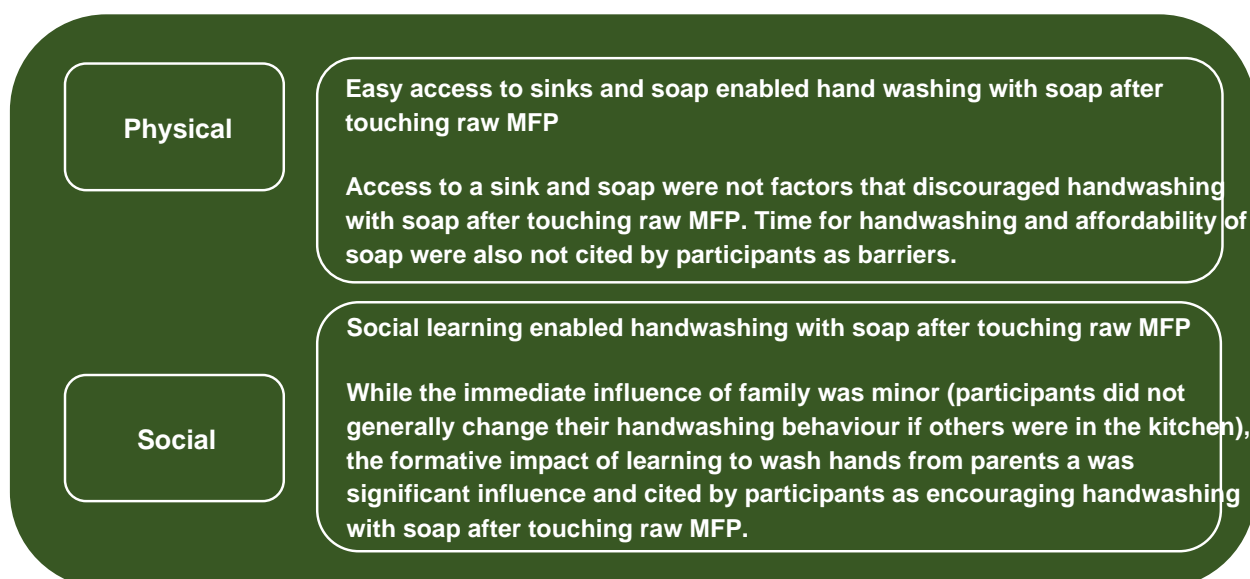 Physical
Easy access to sinks and soap enabled hand washing with soap after
touching raw MFP
Access to a sink and soap were not factors that discouraged handwashing
with soap after touching raw MFP. Time for handwashing and affordability of
soap were also not cited by participants as barriers.
Social
Social learning enabled handwashing with soap after touching raw MFP
While the immediate influence of family was minor (participants did not
generally change their handwashing behaviour if others were in the kitchen),
the formative impact of learning to wash hands from parents a was
significant influence and cited by participants as encouraging handwashing
with soap after touching raw MFP.